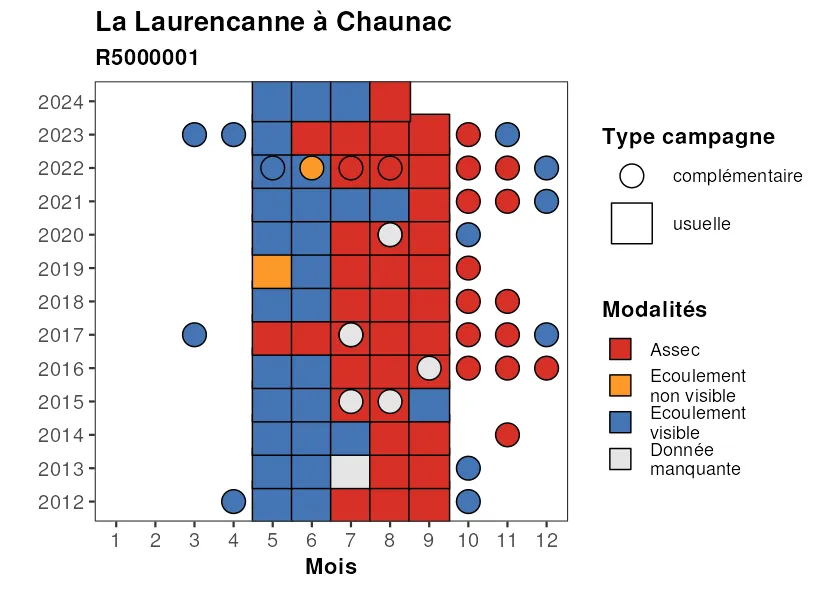 La Laurencanne à Chaunac
R5000001
2024
2023
2022
2021
2020
2019
2018
2017
2016
2015
2014
2013
2012
1 2 3 4 5 6 7 8 9 10 11 12
Mois
Type campagne
complémentaire
usuelle
Modalités
Assec
Ecoulement
non visible
Ecoulement
visible
Donnée
manquante